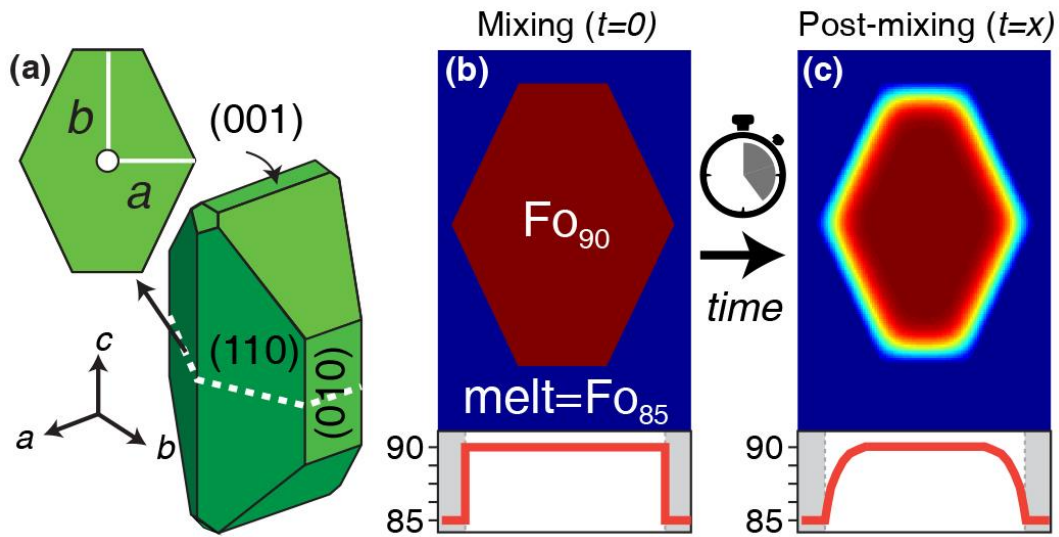 (a)
b
a
(001)
(110)
(010)
c
a
b
Mixing (t=0)
(b)
Fo₉₀
melt=Fo₈₅
90
85
time
Post-mixing (t=x)
(c)
90
85